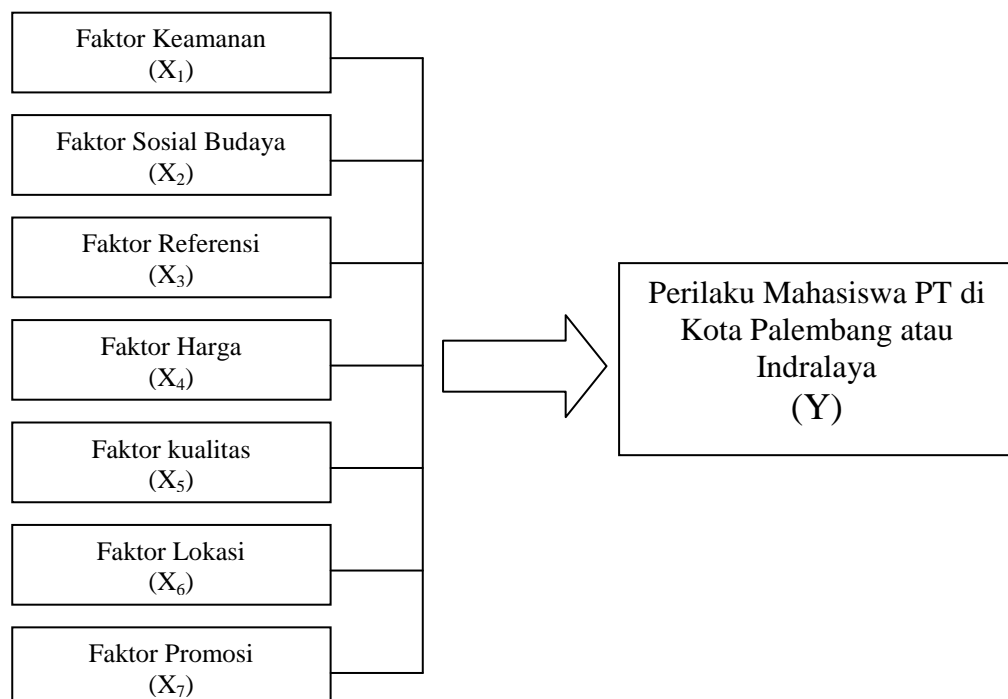 Faktor Keamanan
(X₁)
Faktor Sosial Budaya
(X₂)
Faktor Referensi
(X₃)
Faktor Harga
(X₄)
Faktor kualitas
(X₅)
Faktor Lokasi
(X₆)
Faktor Promosi
(X₇)
Perilaku Mahasiswa PT di
Kota Palembang atau
Indralaya
(Y)